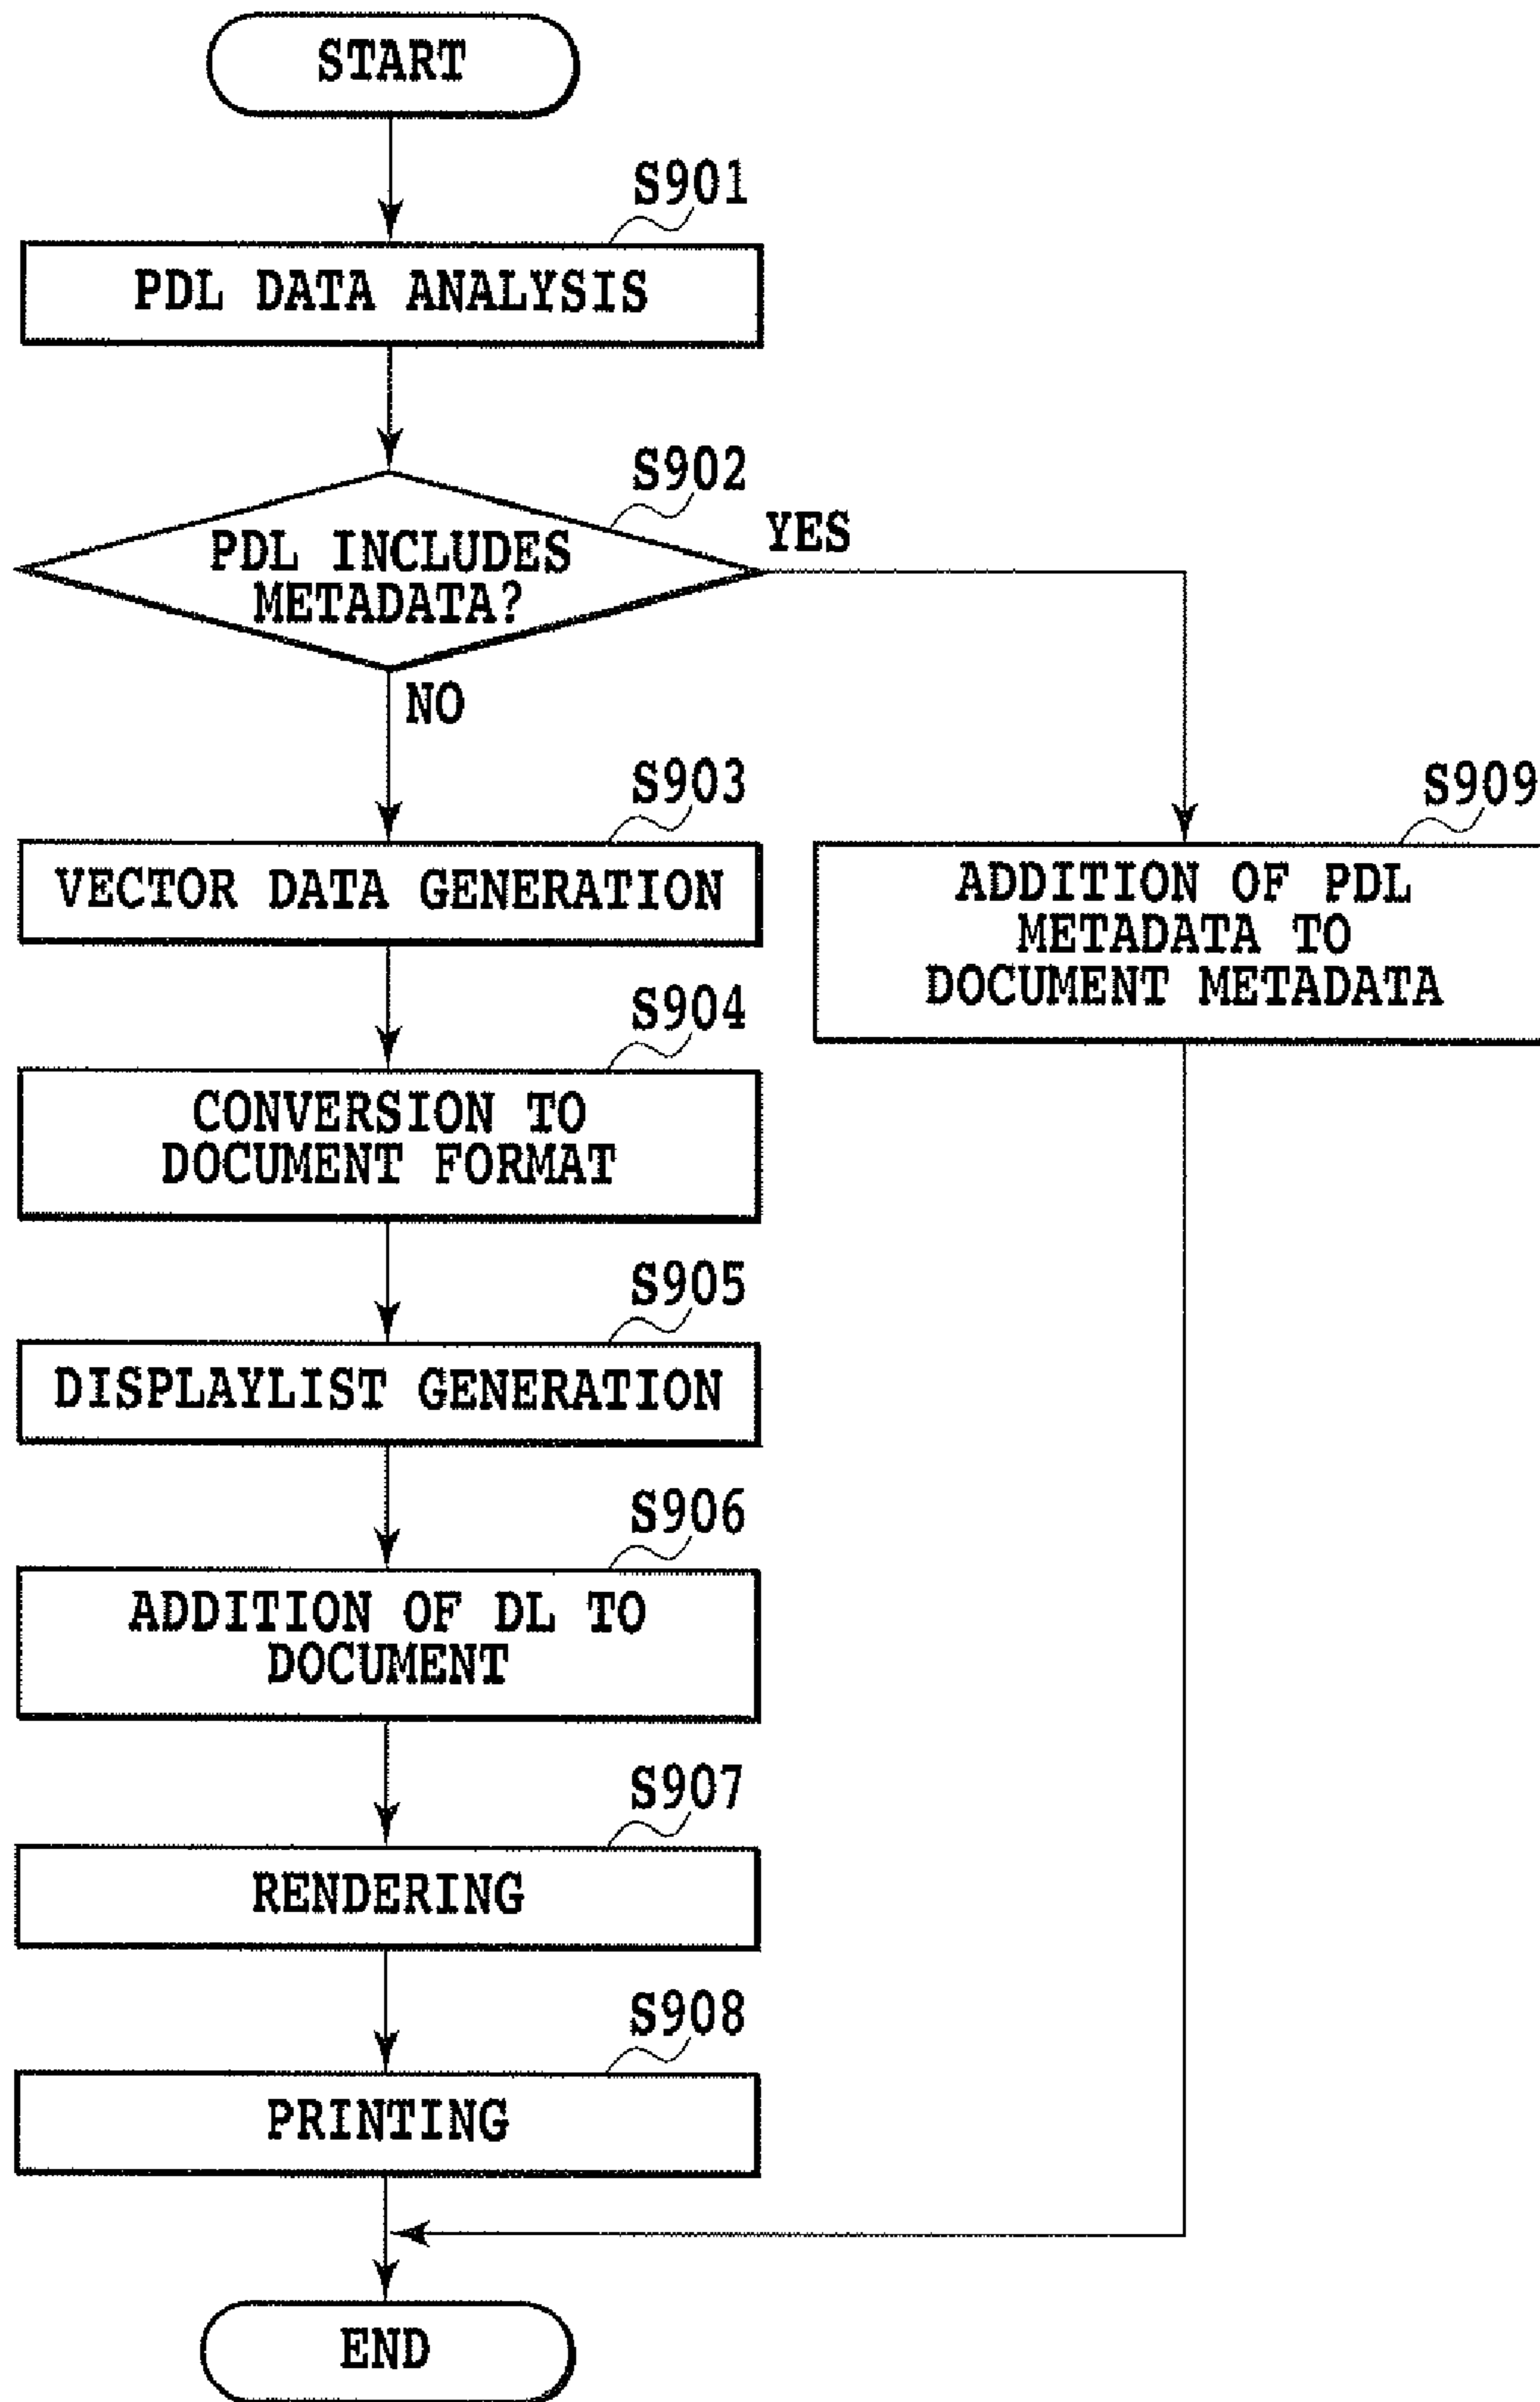 START
S901
PDL DATA ANALYSIS
S902
PDL INCLUDES
METADATA?
YES
NO
S903
VECTOR DATA GENERATION
S909
ADDITION OF PDL
METADATA TO
DOCUMENT METADATA
S904
CONVERSION TO
DOCUMENT FORMAT
S905
DISPLAYLIST GENERATION
S906
ADDITION OF DL TO
DOCUMENT
S907
RENDERING
S908
PRINTING
END